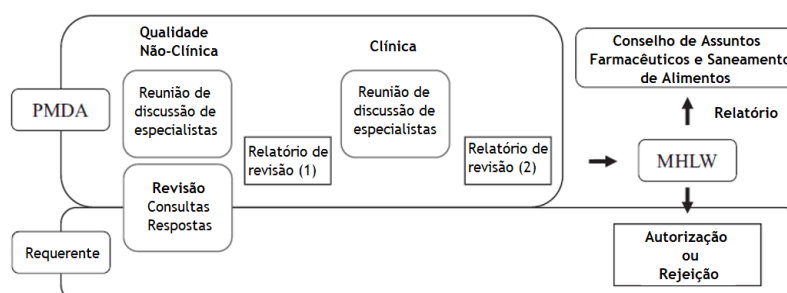 Qualidade
Não-Clínica
Clínica
Conselho de Assuntos
Farmacêuticos e Saneamento
de Alimentos
PMDA
Reunião de
discussão de
especialistas
Reunião de
discussão de
especialistas
Relatório
Relatório de
revisão (1)
Relatório de
revisão (2)
MHLW
Revisão
Consultas
Respostas
Requerente
Autorização
ou
Rejeição